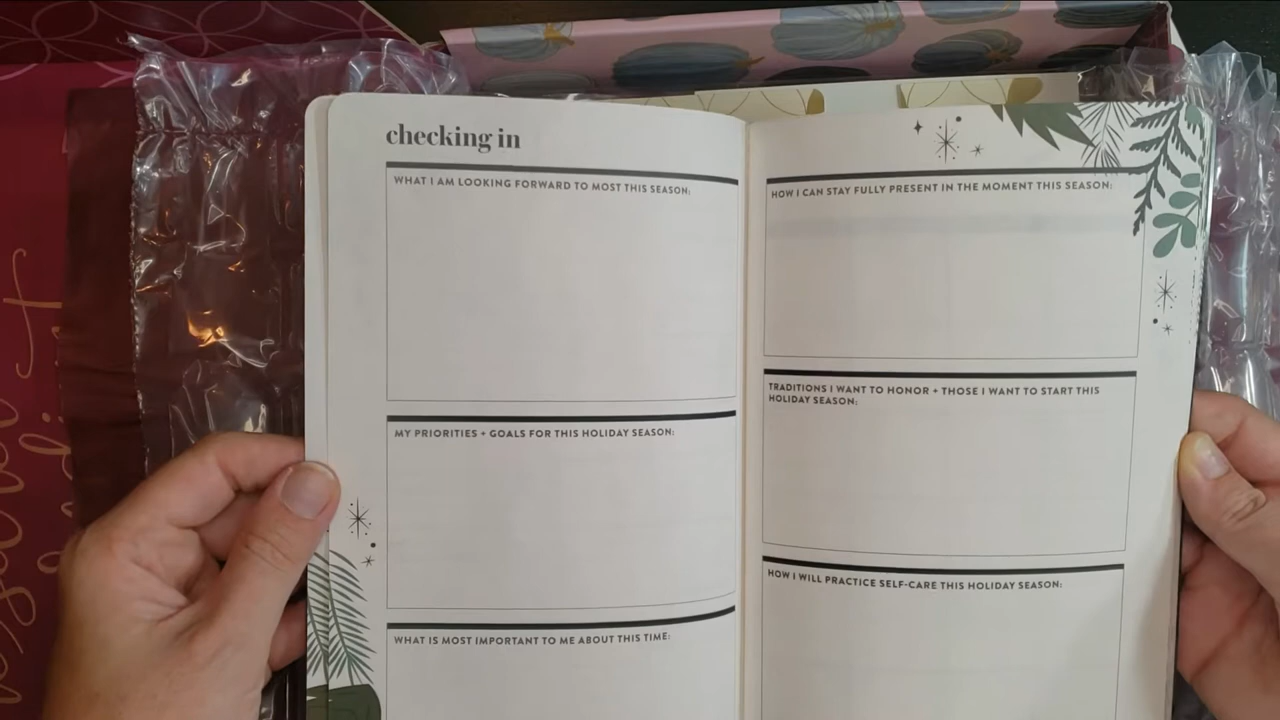 checking in
WHAT I AM LOOKING FORWARD TO MOST THIS SEASON:
MY PRIORITIES + GOALS FOR THIS HOLIDAY SEASON:
WHAT IS MOST IMPORTANT TO ME ABOUT THIS TIME:
HOW I CAN STAY FULLY PRESENT IN THE MOMENT THIS SEASON:
TRADITIONS I WANT TO HONOR + THOSE I WANT TO START THIS
HOLIDAY SEASON:
HOW I WILL PRACTICE SELF-CARE THIS HOLIDAY SEASON: